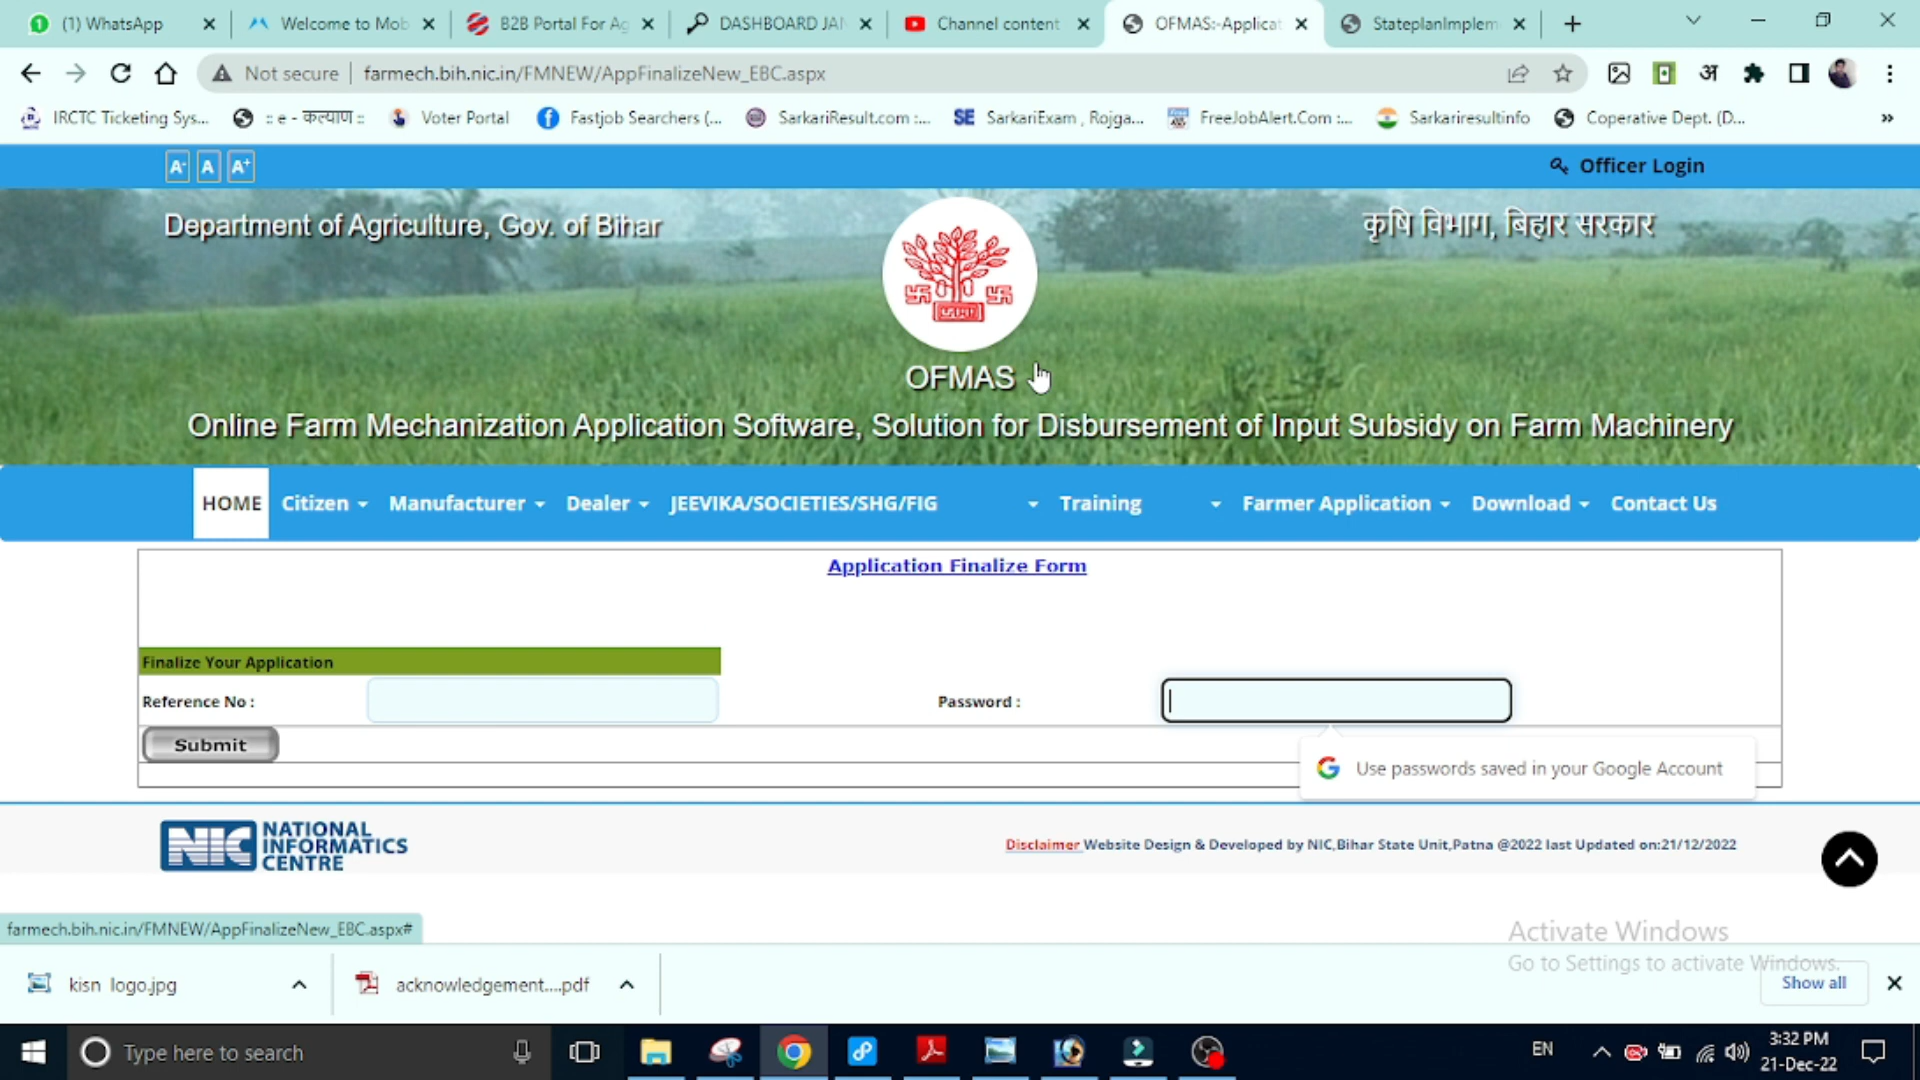 (1) WhatsApp
Welcome to Mob
B2B Portal For Ag
DASHBOARD JAN
Channel content
OFMAS:-Applicat
StateplanImplem
Not secure
farmech.bih.nic.in/FMNEW/AppFinalizeNew_EBC.aspx
अ
IRCTC Ticketing Sys...
:: e - कल्याण ::
Voter Portal
Fastjob Searchers (...
SarkariResult.com :...
SE SarkariExam , Rojga...
FreeJobAlert.Com :...
Sarkariresultinfo
Coperative Dept. (D...
»
A- A A+
Officer Login
Department of Agriculture, Gov. of Bihar
कृषि विभाग, बिहार सरकार
OFMAS
Online Farm Mechanization Application Software, Solution for Disbursement of Input Subsidy on Farm Machinery
HOME Citizen Manufacturer Dealer JEEVIKA/SOCIETIES/SHG/FIG Training Farmer Application Download Contact Us
Application Finalize Form
Finalize Your Application
Reference No :
Password :
Submit
Use passwords saved in your Google Account
NIC NATIONAL
INFORMATICS
CENTRE
Disclaimer Website Design & Developed by NIC,Bihar State Unit,Patna @2022 last Updated on:21/12/2022
farmech.bih.nic.in/FMNEW/AppFinalizeNew_EBC.aspx#
Activate Windows
Go to Settings to activate Windows.
kisn logo.jpg
acknowledgement....pdf
Show all
Type here to search
EN
3:32 PM
21-Dec-22